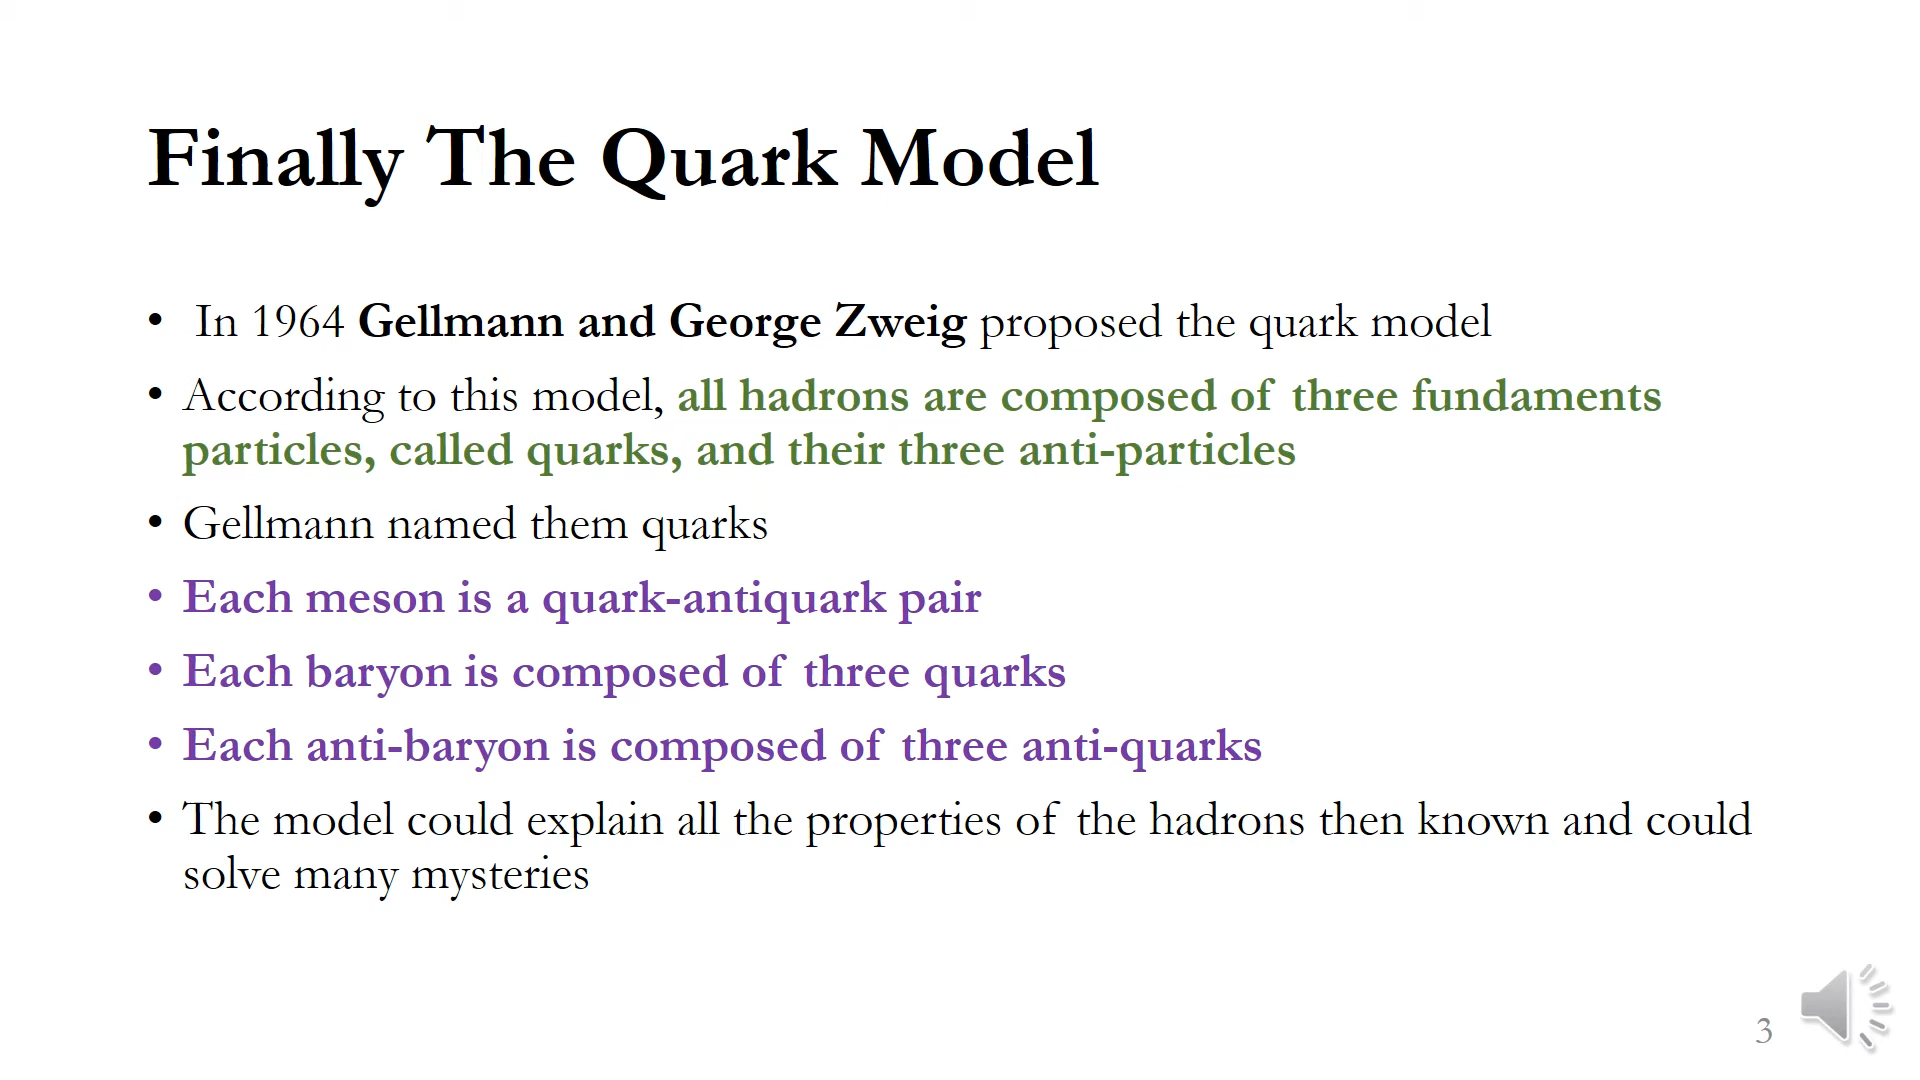 Finally The Quark Model
• In 1964 Gellmann and George Zweig proposed the quark model
• According to this model, all hadrons are composed of three fundaments
particles, called quarks, and their three anti-particles
• Gellmann named them quarks
• Each meson is a quark-antiquark pair
• Each baryon is composed of three quarks
• Each anti-baryon is composed of three anti-quarks
• The model could explain all the properties of the hadrons then known and could
solve many mysteries
3